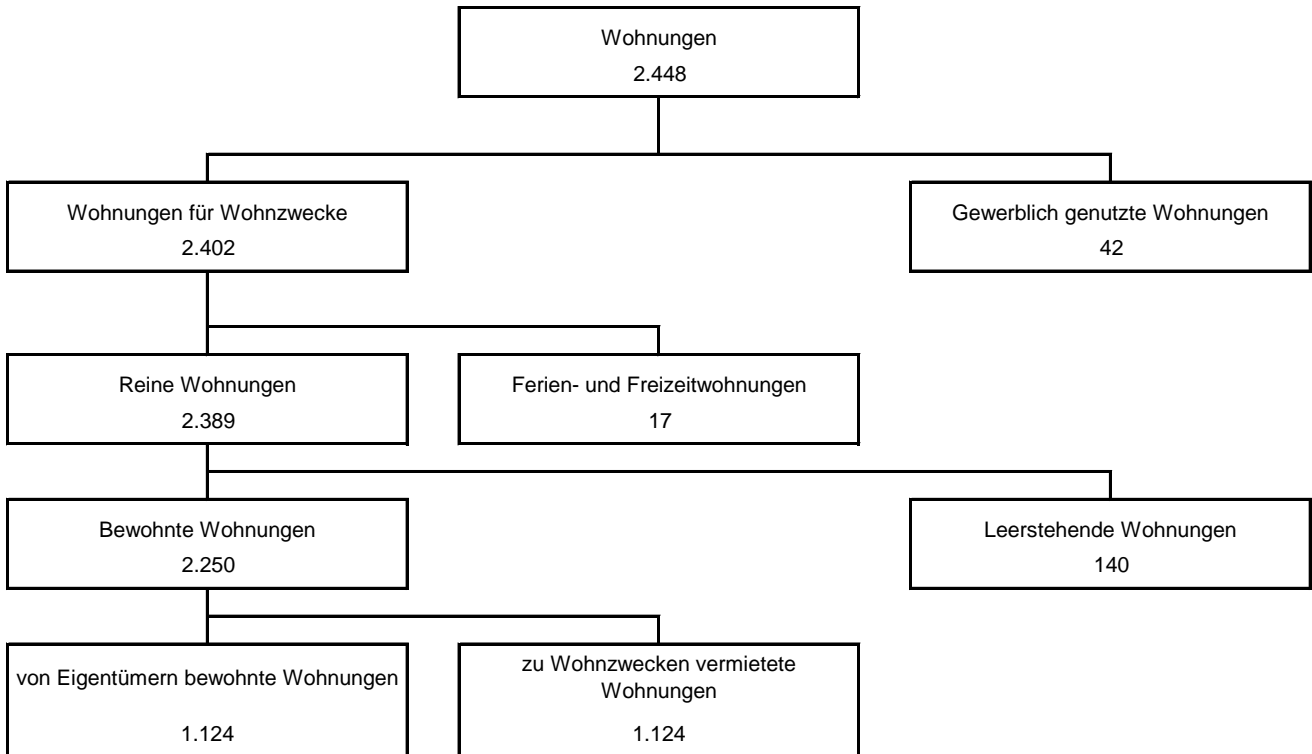 Wohnungen
2.448
Wohnungen für Wohnzwecke
2.402
Gewerblich genutzte Wohnungen
42
Reine Wohnungen
2.389
Ferien- und Freizeitwohnungen
17
Bewohnte Wohnungen
2.250
Leerstehende Wohnungen
140
von Eigentümern bewohnte Wohnungen
1.124
zu Wohnzwecken vermietete
Wohnungen
1.124